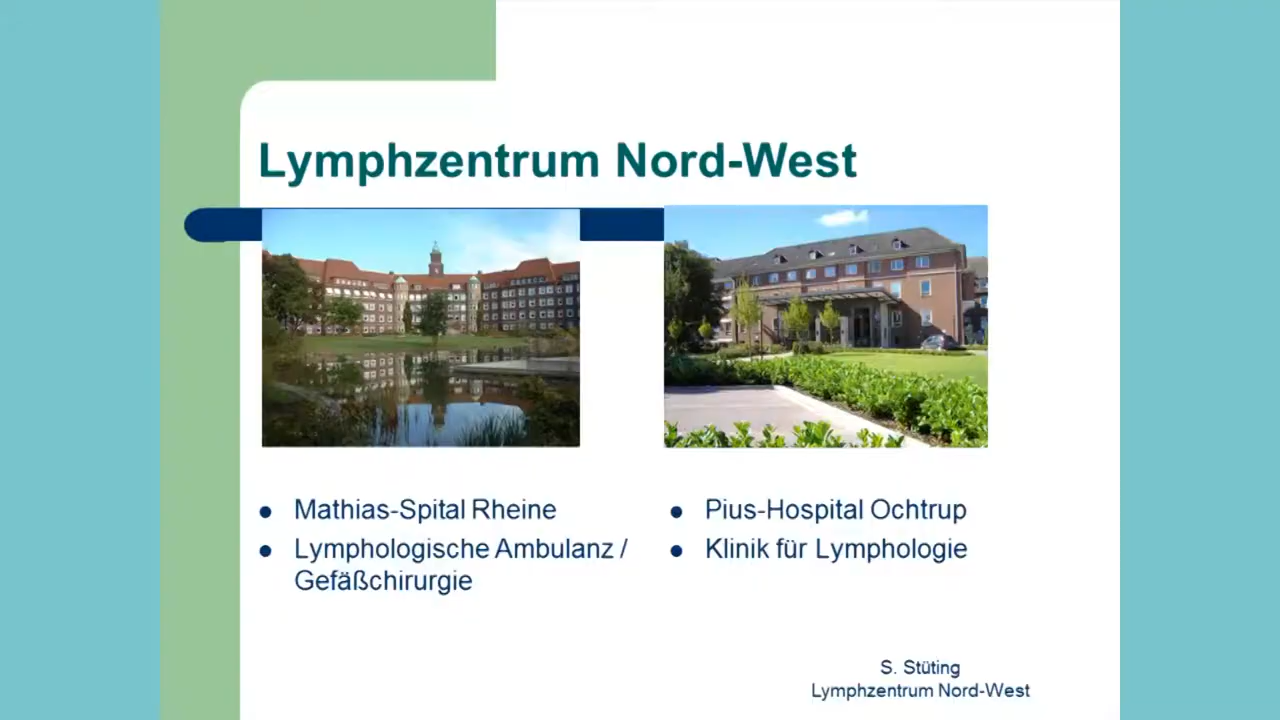 Lymphzentrum Nord-West
Mathias-Spital Rheine
Lymphologische Ambulanz /
Gefäßchirurgie
Pius-Hospital Ochtrup
Klinik für Lymphologie
S. Stüting
Lymphzentrum Nord-West